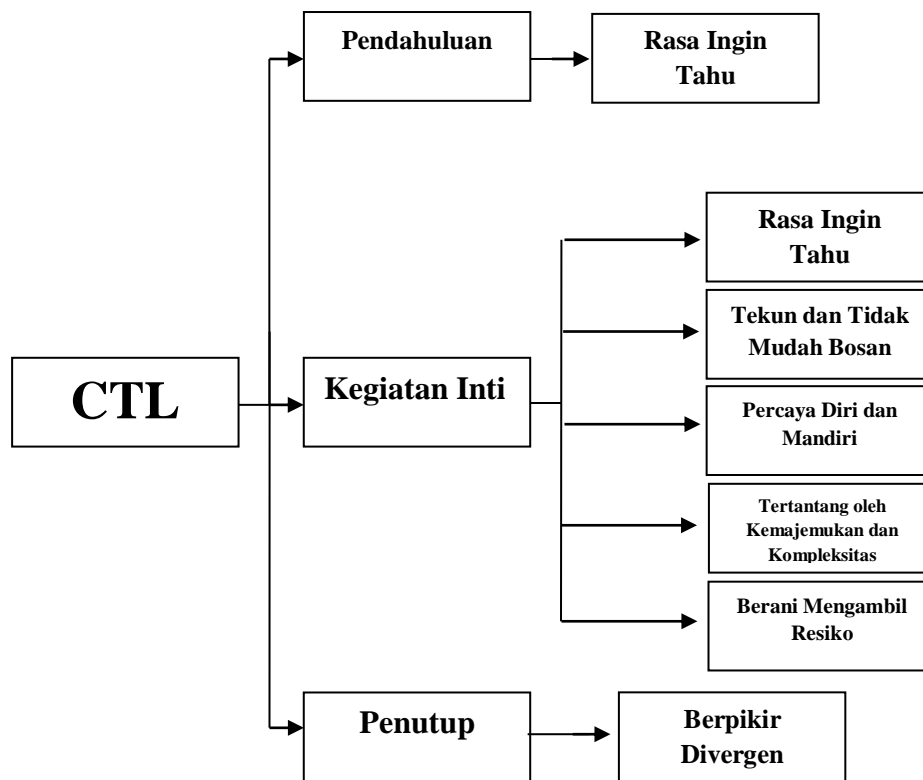 Pendahuluan
Rasa Ingin
Tahu
Rasa Ingin
Tahu
Tekun dan Tidak
Mudah Bosan
CTL
Kegiatan Inti
Percaya Diri dan
Mandiri
Tertantang oleh
Kemajemukan dan
Kompleksitas
Berani Mengambil
Resiko
Penutup
Berpikir
Divergen